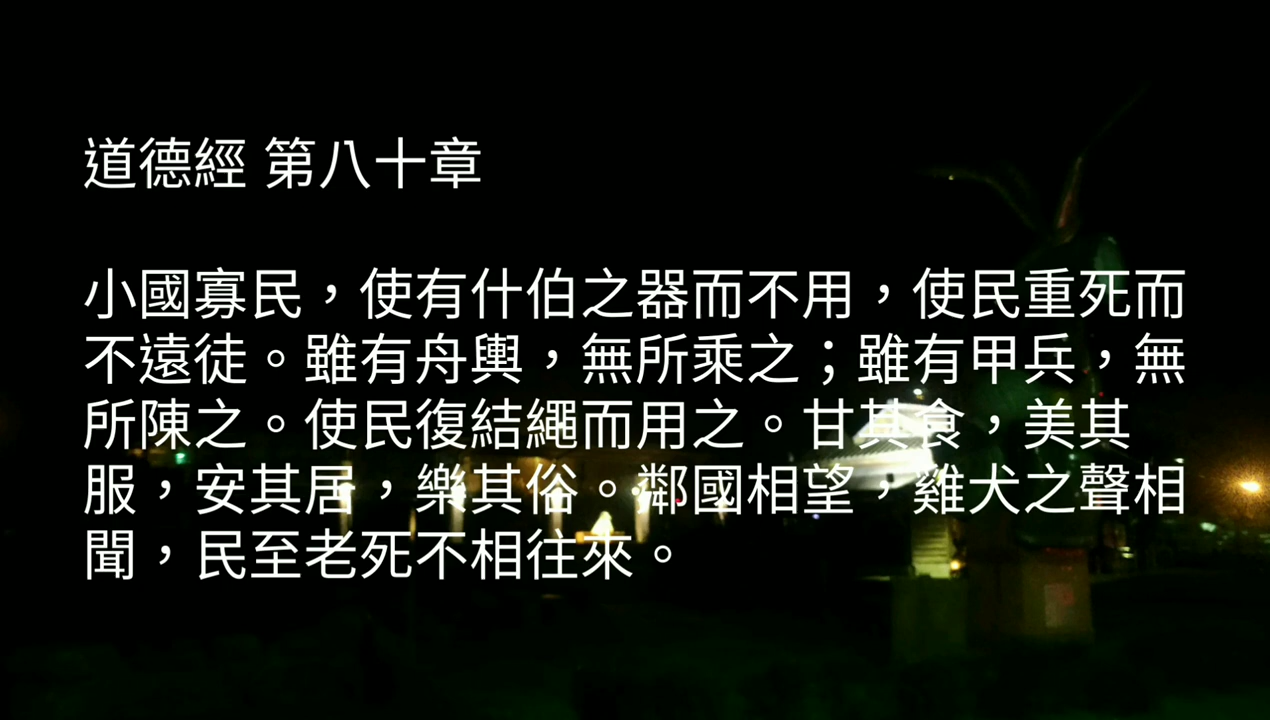 道德經 第八十章
小國寡民，使有什伯之器而不用，使民重死而
不遠徒。雖有舟輿，無所乘之；雖有甲兵，無
所陳之。使民復結繩而用之。甘其食，美其
服，安其居，樂其俗。鄰國相望，雞犬之聲相
聞，民至老死不相往來。